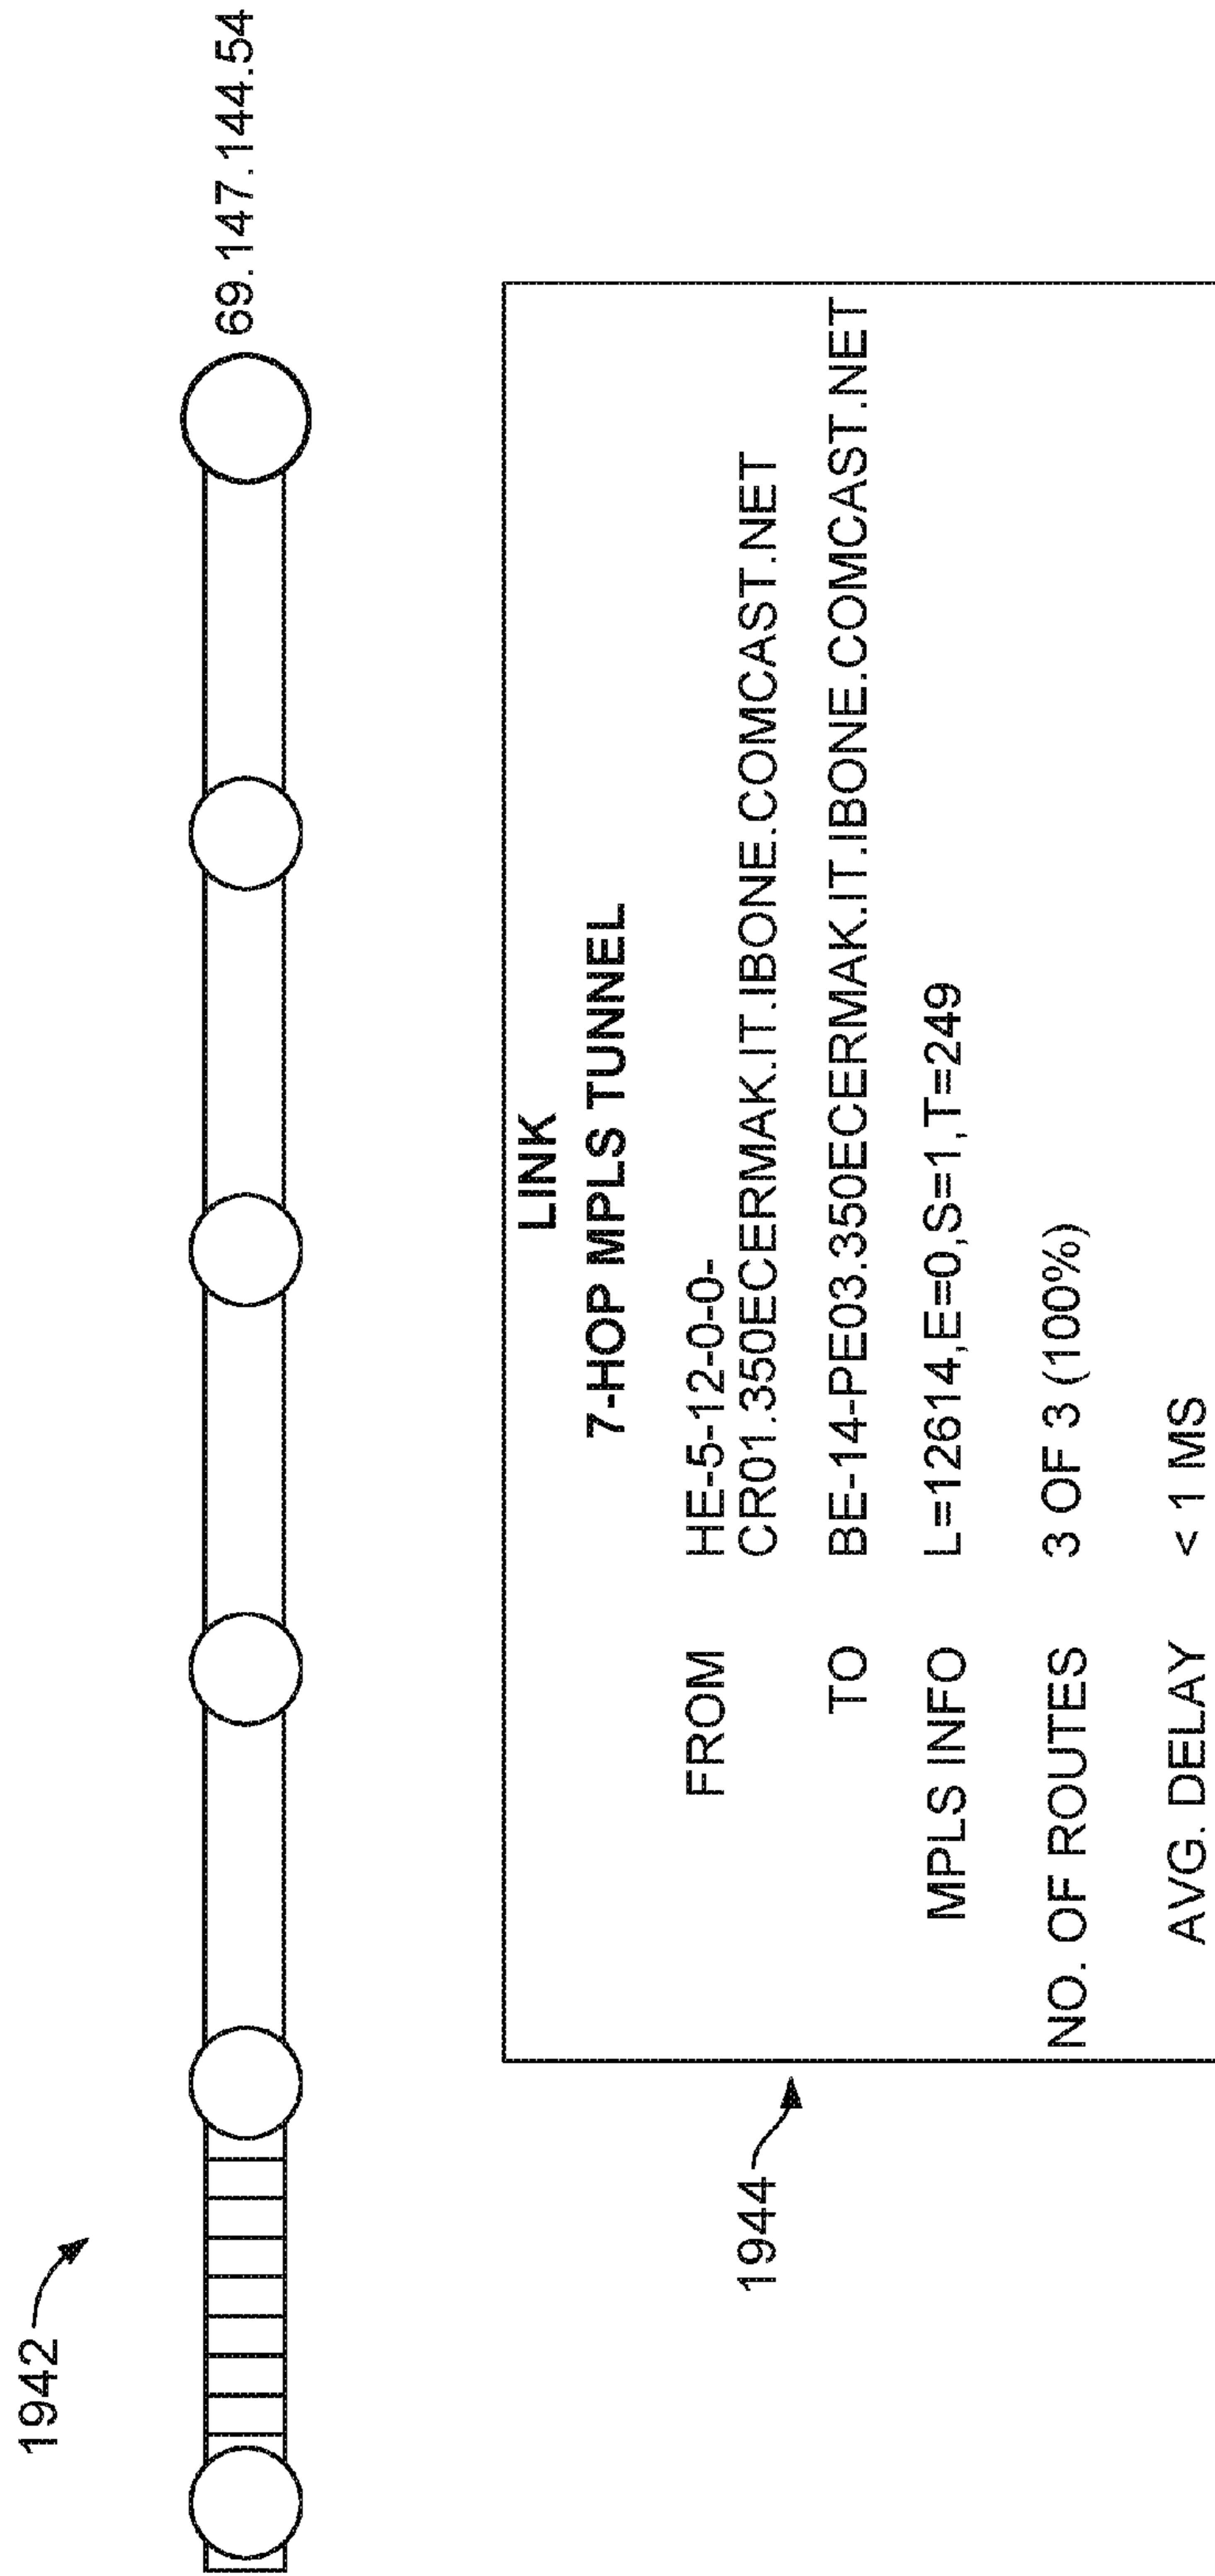 1942
69.147.144.54
1944
LINK
7-HOP MPLS TUNNEL
FROM HE-5-12-0-0-
CR01.350ECERMAK.IT.IBONE.COMCAST.NET
TO BE-14-PE03.350ECERMAK.IT.IBONE.COMCAST.NET
MPLS INFO L=12614,E=0,S=1,T=249
NO. OF ROUTES 3 OF 3 (100%)
AVG. DELAY < 1 MS